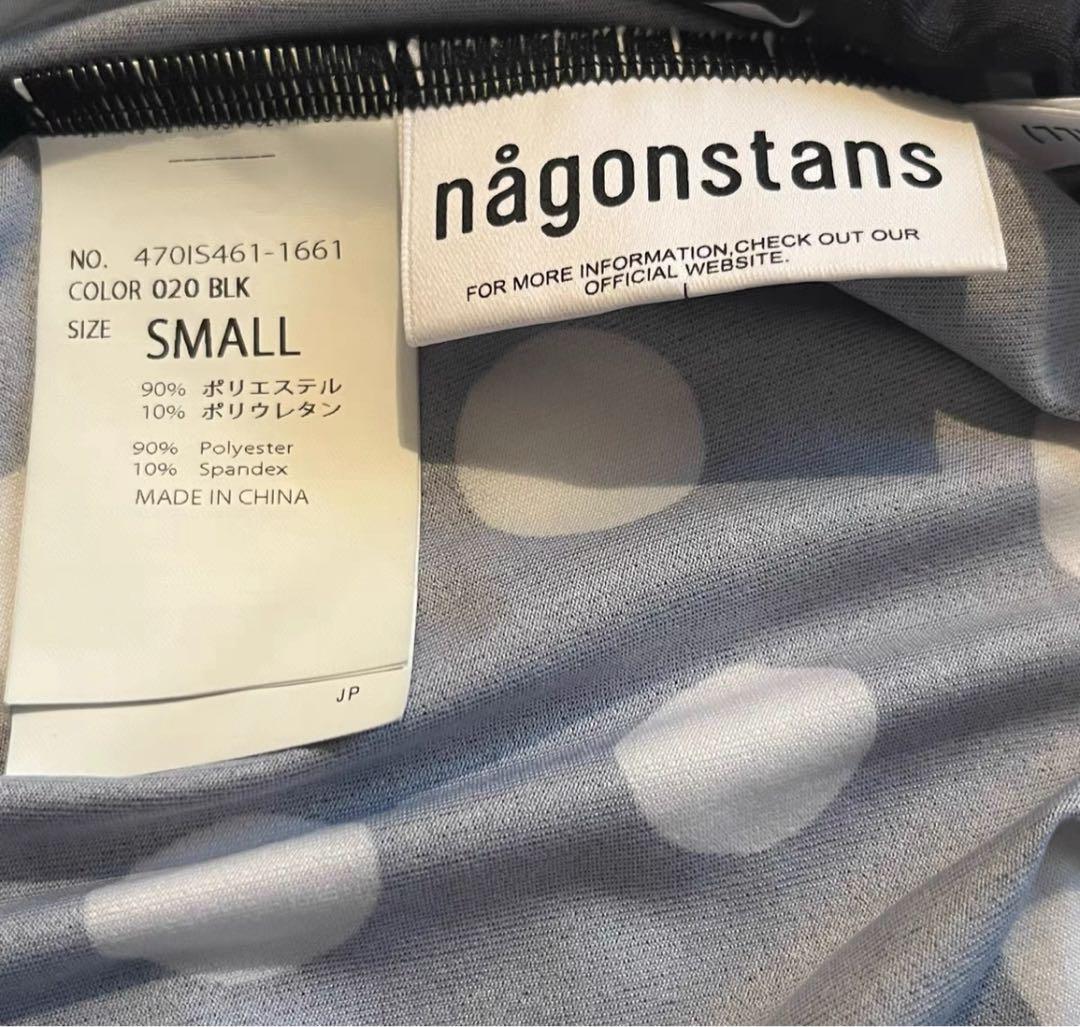 NO. 470IS461-1661
COLOR 020 BLK
SIZE SMALL
90% ポリエステル
10% ポリウレタン
90% Polyester
10% Spandex
MADE IN CHINA
JP
någonstans
FOR MORE INFORMATION,CHECK OUT OUR
OFFICIAL WEBSITE.